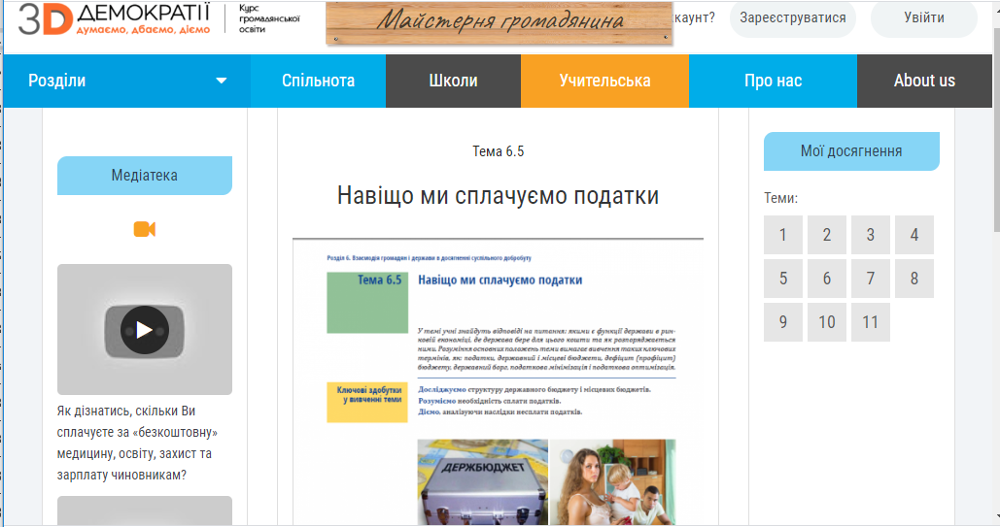 3D ДЕМОКРАТІЇ
думаємо, дбаємо, діємо
Курс
громадянської
освіти
Майстерня громадянина
каунт?
Зареєструватися
Увійти
Розділи
Спільнота
Школи
Учительська
Про нас
About us
Медіатека
Як дізнатись, скільки Ви
сплачуєте за «безкоштовну»
медицину, освіту, захист та
зарплату чиновникам?
Тема 6.5
Навіщо ми сплачуємо податки
Розділ 6. Взаємодія громадян і держави в досягненні суспільного добробуту
Тема 6.5
Навіщо ми сплачуємо податки
У темі учні знайдуть відповіді на питання: якими є функції держави в рин-
ковій економіці, де держава бере для цього кошти та як розпоряджається
ними. Розуміння основних положень теми вимагає вивчення таких ключових
термінів, як: податки, державний і місцеві бюджети, дефіцит (профіцит)
бюджету, державний борг, податкова мінімізація і податкова оптимізація.
Ключові здобутки
у вивченні теми
Досліджуємо структуру державного бюджету і місцевих бюджетів.
Розуміємо необхідність сплати податків.
Діємо, аналізуючи наслідки несплати податків.
ДЕРЖБЮДЖЕТ
Мої досягнення
Теми:
1 2 3 4
5 6 7 8
9 10 11